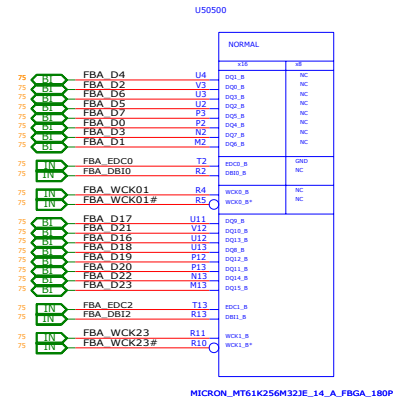 U50500
NORMAL
x16 x8
75 BI FBA_D4 U4 DQ1_B NC
75 BI FBA_D2 V3 DQ0_B NC
75 BI FBA_D6 U3 DQ3_B NC
75 BI FBA_D5 U2 DQ2_B NC
75 BI FBA_D7 P3 DQ5_B NC
75 BI FBA_D0 P2 DQ4_B NC
75 BI FBA_D3 N2 DQ7_B NC
75 BI FBA_D1 M2 DQ6_B NC
75 IN FBA_EDC0 T2 EDC0_B GND
75 IN FBA_DBI0 R2 DBI0_B NC
75 IN FBA_WCK01 R4 WCK0_B NC
75 IN FBA_WCK01# R5 WCK0_B* NC
75 BI FBA_D17 U11 DQ9_B
75 BI FBA_D21 V12 DQ10_B
75 BI FBA_D16 U12 DQ13_B
75 BI FBA_D18 U13 DQ8_B
75 BI FBA_D19 P12 DQ12_B
75 BI FBA_D20 P13 DQ11_B
75 BI FBA_D22 N13 DQ14_B
75 BI FBA_D23 M13 DQ15_B
75 IN FBA_EDC2 T13 EDC1_B
75 IN FBA_DBI2 R13 DBI1_B
75 IN FBA_WCK23 R11 WCK1_B
75 IN FBA_WCK23# R10 WCK1_B*
MICRON_MT61K256M32JE_14_A_FBGA_180P